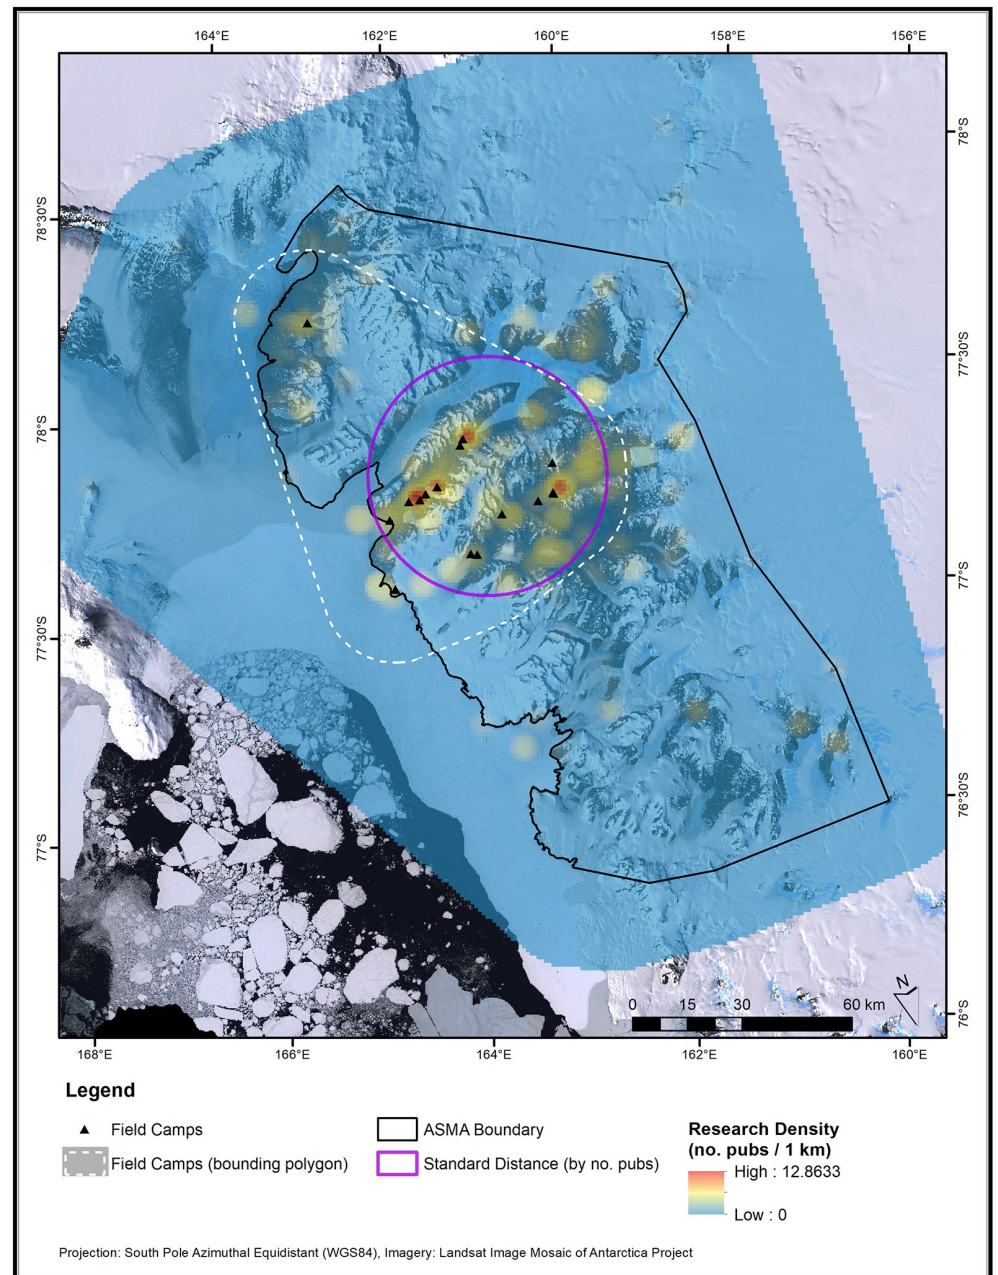 164°E 162°E 160°E 158°E 156°E
78°S
78°30'S
77°30'S
78°S
77°S
77°30'S
76°30'S
77°S
N
0 15 30 60 km
76°S
168°E 166°E 164°E 162°E 160°E
Legend
Field Camps
Field Camps (bounding polygon)
ASMA Boundary
Standard Distance (by no. pubs)
Research Density
(no. pubs / 1 km)
High : 12.8633
Low : 0
Projection: South Pole Azimuthal Equidistant (WGS84), Imagery: Landsat Image Mosaic of Antarctica Project